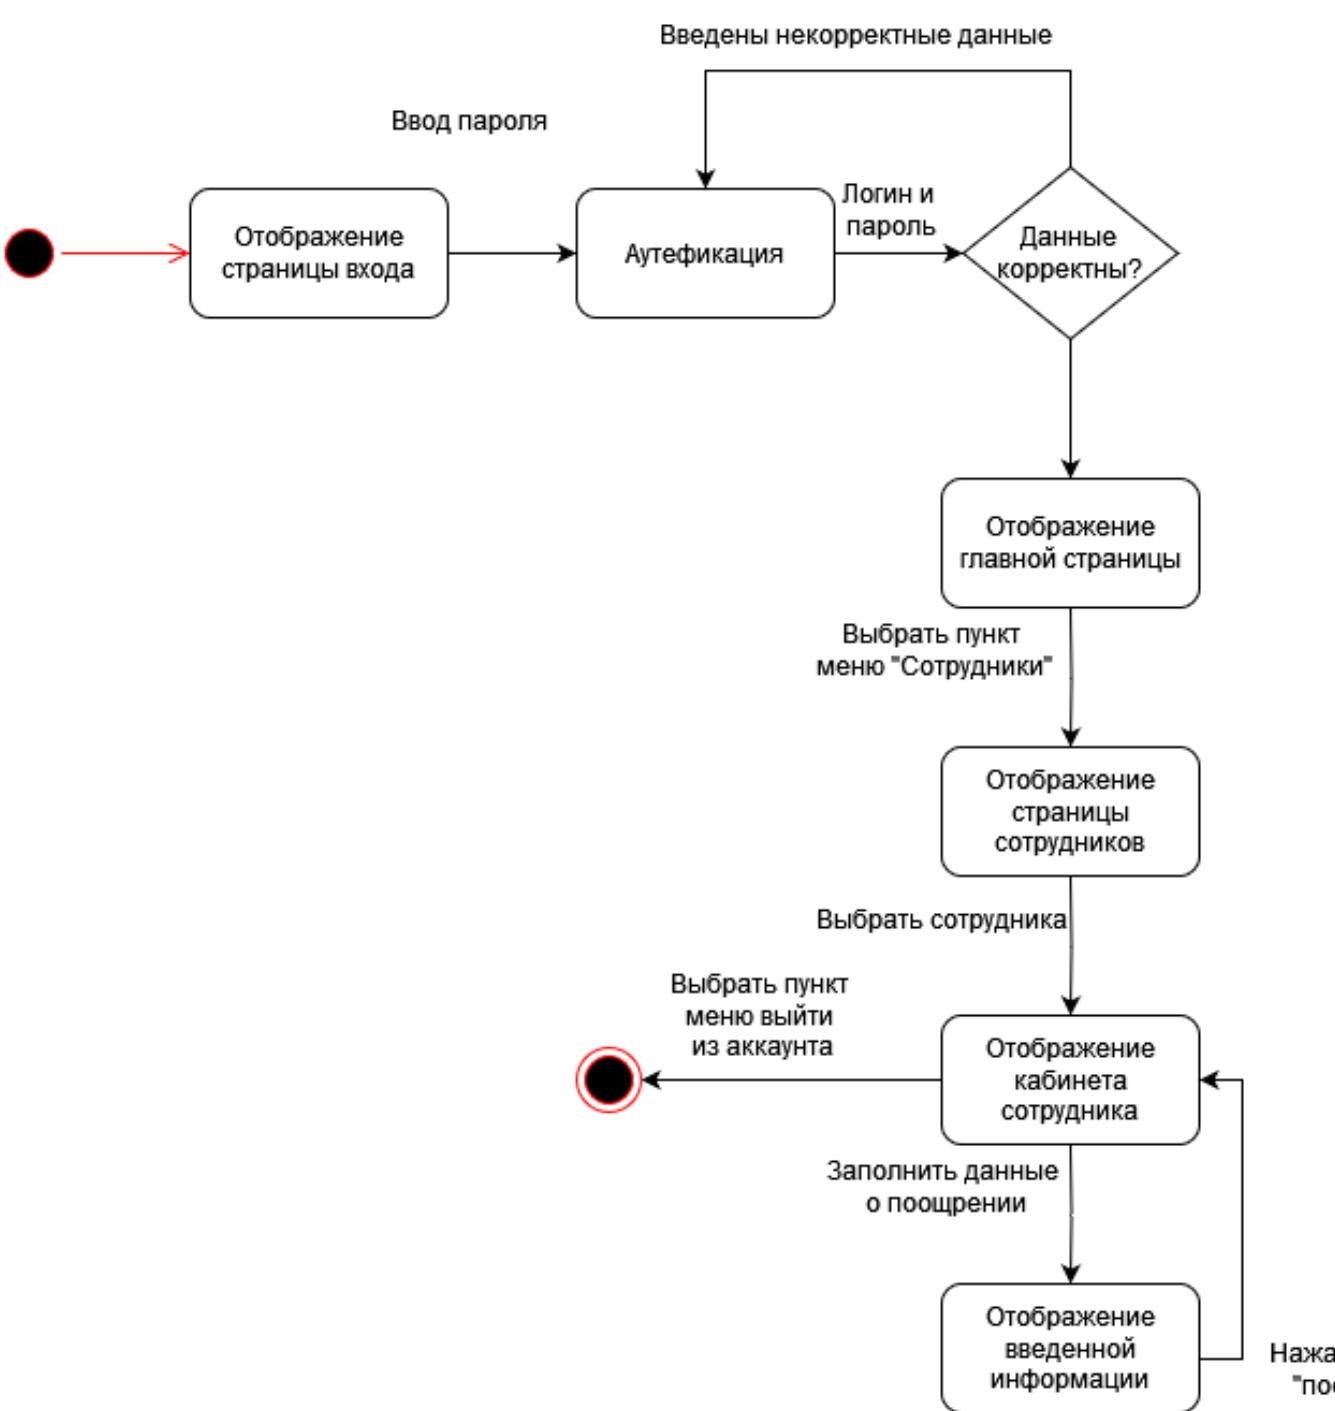 Введены некорректные данные
Ввод пароля
Отображение
страницы входа
Аутефикация
Логин и
пароль
Данные
корректны?
Отображение
главной страницы
Выбрать пункт
меню "Сотрудники"
Отображение
страницы
сотрудников
Выбрать сотрудника
Выбрать пункт
меню выйти
из аккаунта
Отображение
кабинета
сотрудника
Заполнить данные
о поощрении
Отображение
введенной
информации